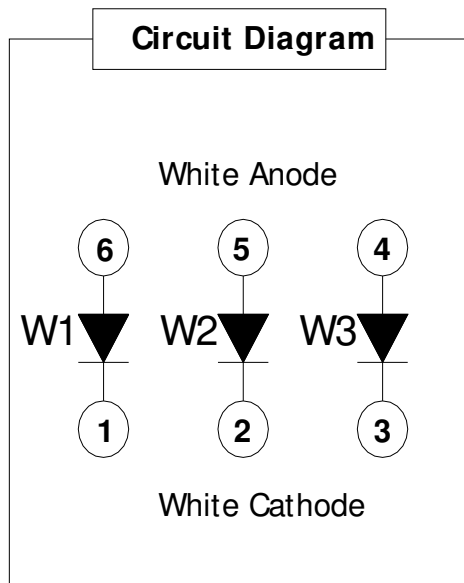 Circuit Diagram
White Anode
6 5 4
W1 W2 W3
1 2 3
White Cathode